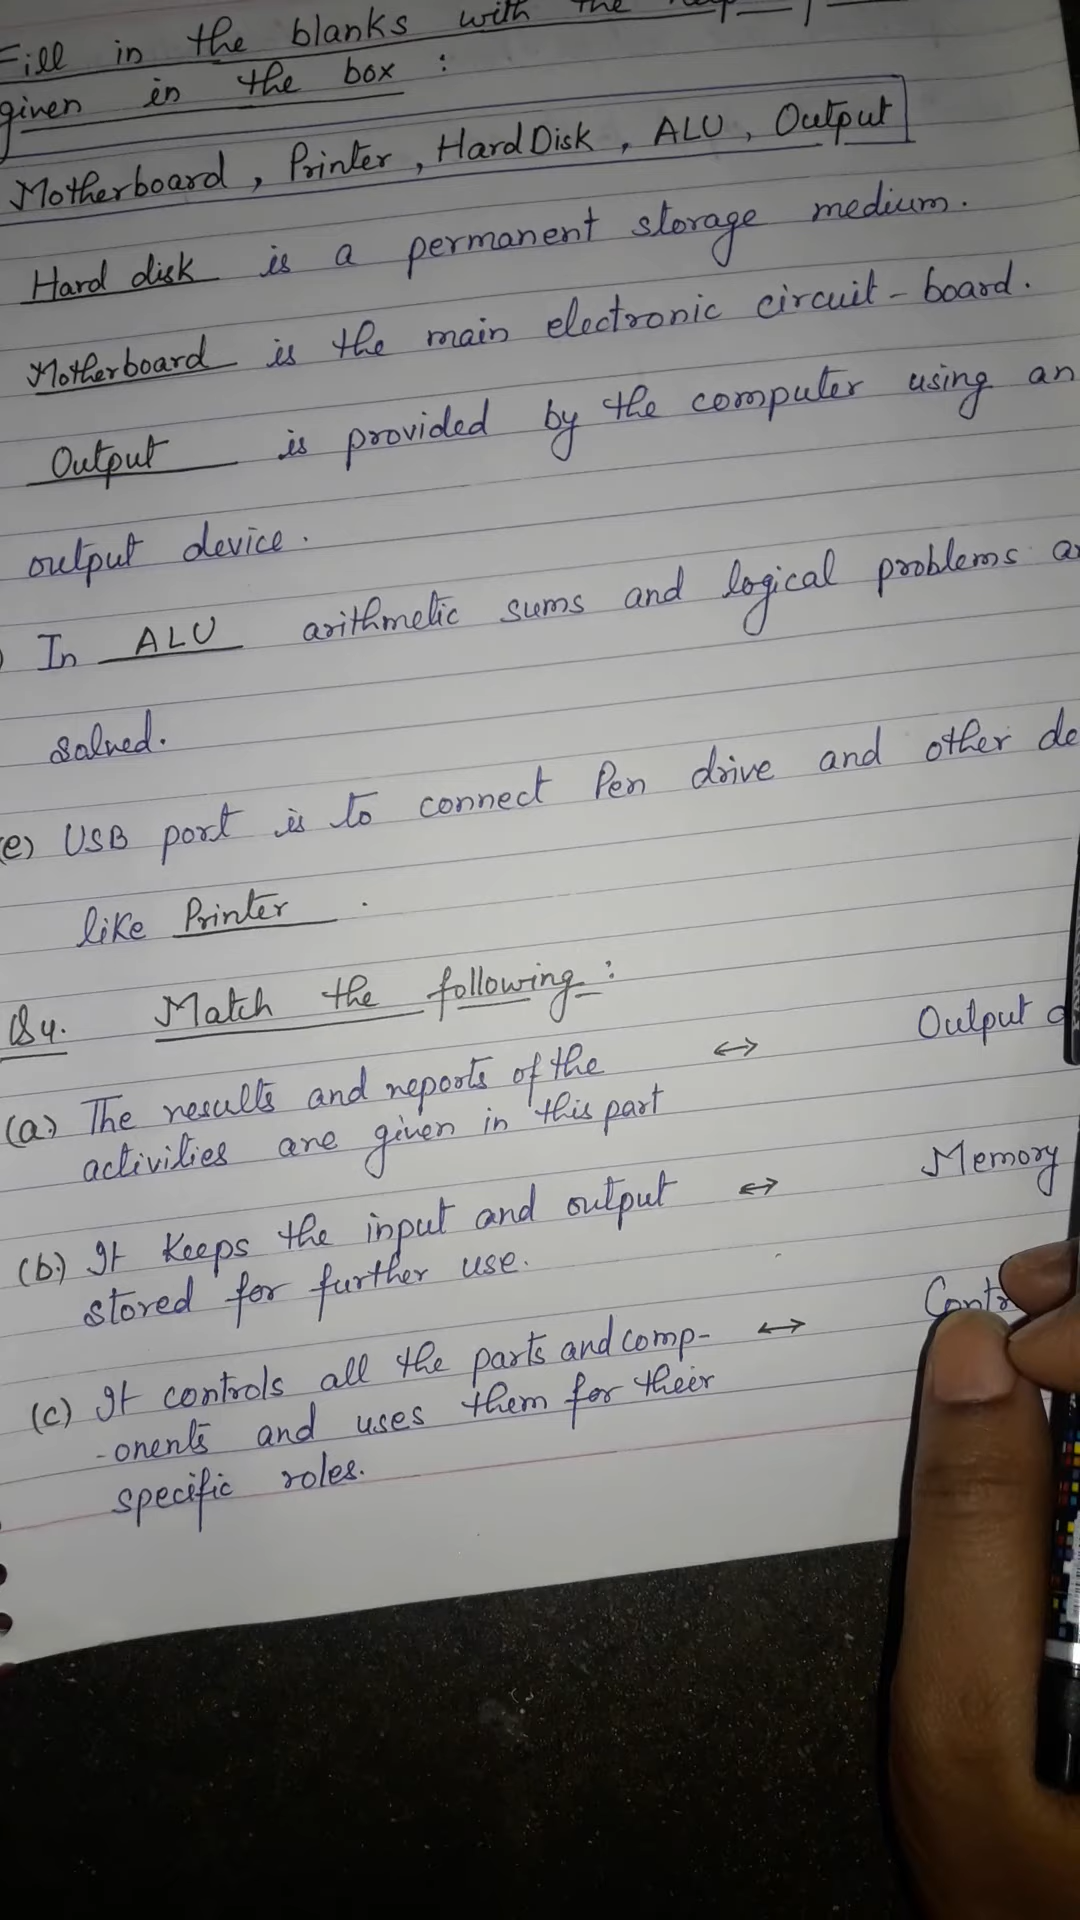 Fill in the blanks with the
given in the box :
Motherboard, Printer, Hard Disk, ALU, Output
Hard disk is a permanent storage medium.
Motherboard is the main electronic circuit-board.
Output is provided by the computer using an
output device.
In ALU arithmetic sums and logical problems
solved.
(e) USB port is to connect Pen drive and other
like Printer .
Q4. Match the following:
(a) The results and reports of the ↔ Output
activities are given in this part
(b) It Keeps the input and output ↔ Memory
stored for further use.
(c) It controls all the parts and comp- ↔
-onents and uses them for their
specific roles.